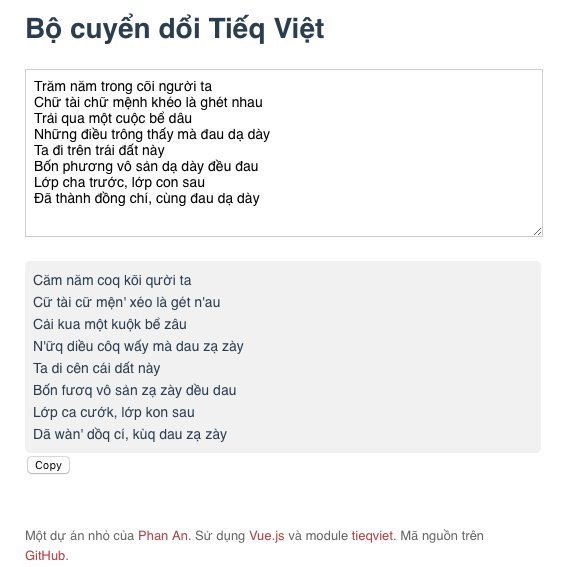 Bộ cuyển dổi Tiếq Việt
Trăm năm trong cõi người ta
Chữ tài chữ mệnh khéo là ghét nhau
Trải qua một cuộc bể dâu
Những điều trông thấy mà đau dạ dày
Ta đi trên trái đất này
Bốn phương vô sản dạ dày đều đau
Lớp cha trước, lớp con sau
Đã thành đồng chí, cùng đau dạ dày
Căm năm coq kõi qười ta
Cữ tài cữ mện' xéo là gét n'au
Cải kua một kuộk bể zâu
N'ữq diều côq wấy mà dau zạ zày
Ta di cên cái dất này
Bốn fươq vô sản zạ zày dều dau
Lớp ca cướk, lớp kon sau
Dã wàn' dồq cí, kùq dau zạ zày
Copy
Một dự án nhỏ của Phan An. Sử dụng Vue.js và module tieqviet. Mã nguồn trên
GitHub.